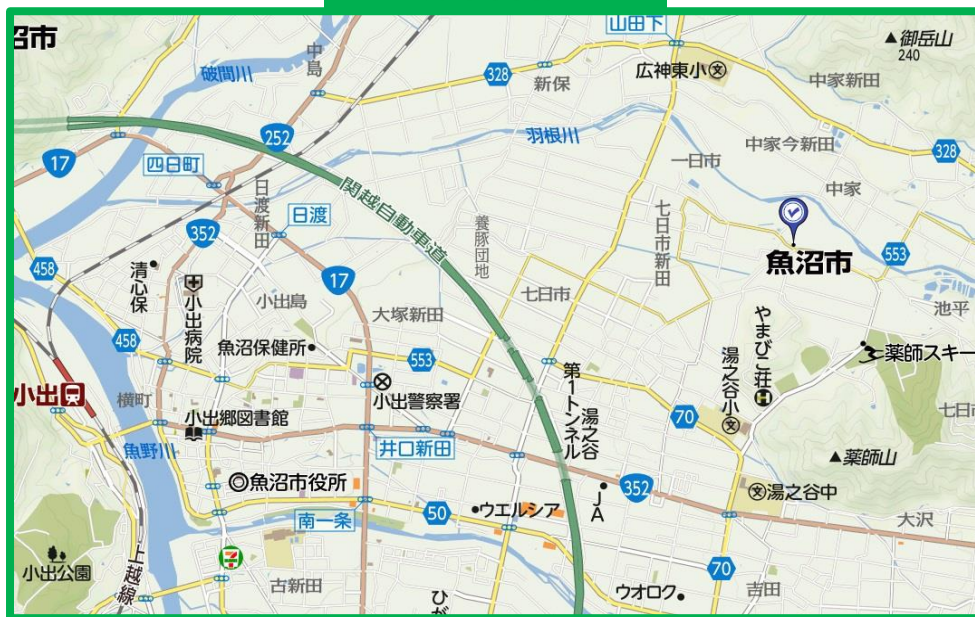 沼市
山田下
御岳山
240
中島
破間川
328
新保
広神東小
中家新田
252
羽根川
中家今新田
328
17
四日町
一日市
中家
関越自動車道
日渡新田
日渡
養豚団地
七日市新田
352
魚沼市
553
458
清心保
17
小出病院
小出島
七日市
池平
大塚新田
やまびこ荘
458
魚沼保健所
553
薬師スキー
小出
横町
小出警察署
第1トンネル
湯之谷
湯之谷小
70
小出郷図書館
井口新田
魚野川
薬師山
魚沼市役所
352
湯之谷中
JA
南一条
50
ウエルシア
大沢
小出公園
上越線
古新田
70
ウオロク
吉田